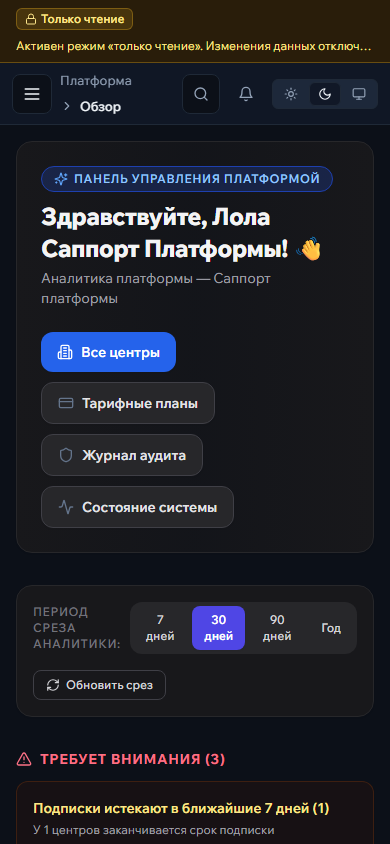 Только чтение
Активен режим «только чтение». Изменения данных отключ...
Платформа
Обзор
ПАНЕЛЬ УПРАВЛЕНИЯ ПЛАТФОРМОЙ
Здравствуйте, Лола
Саппорт Платформы! 👋
Аналитика платформы — Саппорт
платформы
Все центры
Тарифные планы
Журнал аудита
Состояние системы
ПЕРИОД
СРЕЗА
АНАЛИТИКИ:
7
дней
30
дней
90
дней
Год
Обновить срез
ТРЕБУЕТ ВНИМАНИЯ (3)
Подписки истекают в ближайшие 7 дней (1)
У 1 центров заканчивается срок подписки